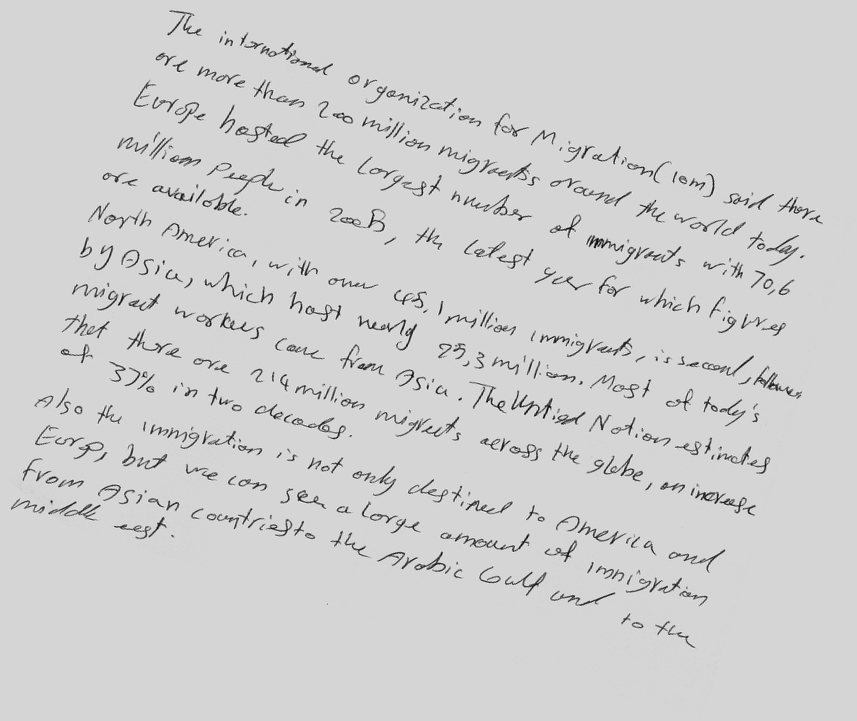 The international organization for Migration (iom) said there
are more than 200 million migrants around the world today.
Europe hosted the Largest number of immigrants with 70,6
million People in 2005, the latest year for which figures
are available.
North America, with over 45,1 million immigrants, is second, followed
by Asia, which host nearly 25,3 million. Most of today's
migrant workers come from Asia. The United Nation estimates
that there are 214 million migrants across the globe, an increase
of 37% in two decades.
Also the immigration is not only destined to America and
Europ, but we can see a large amount of immigration
from Asian countries to the Arabic Gulf and to the
middle east.